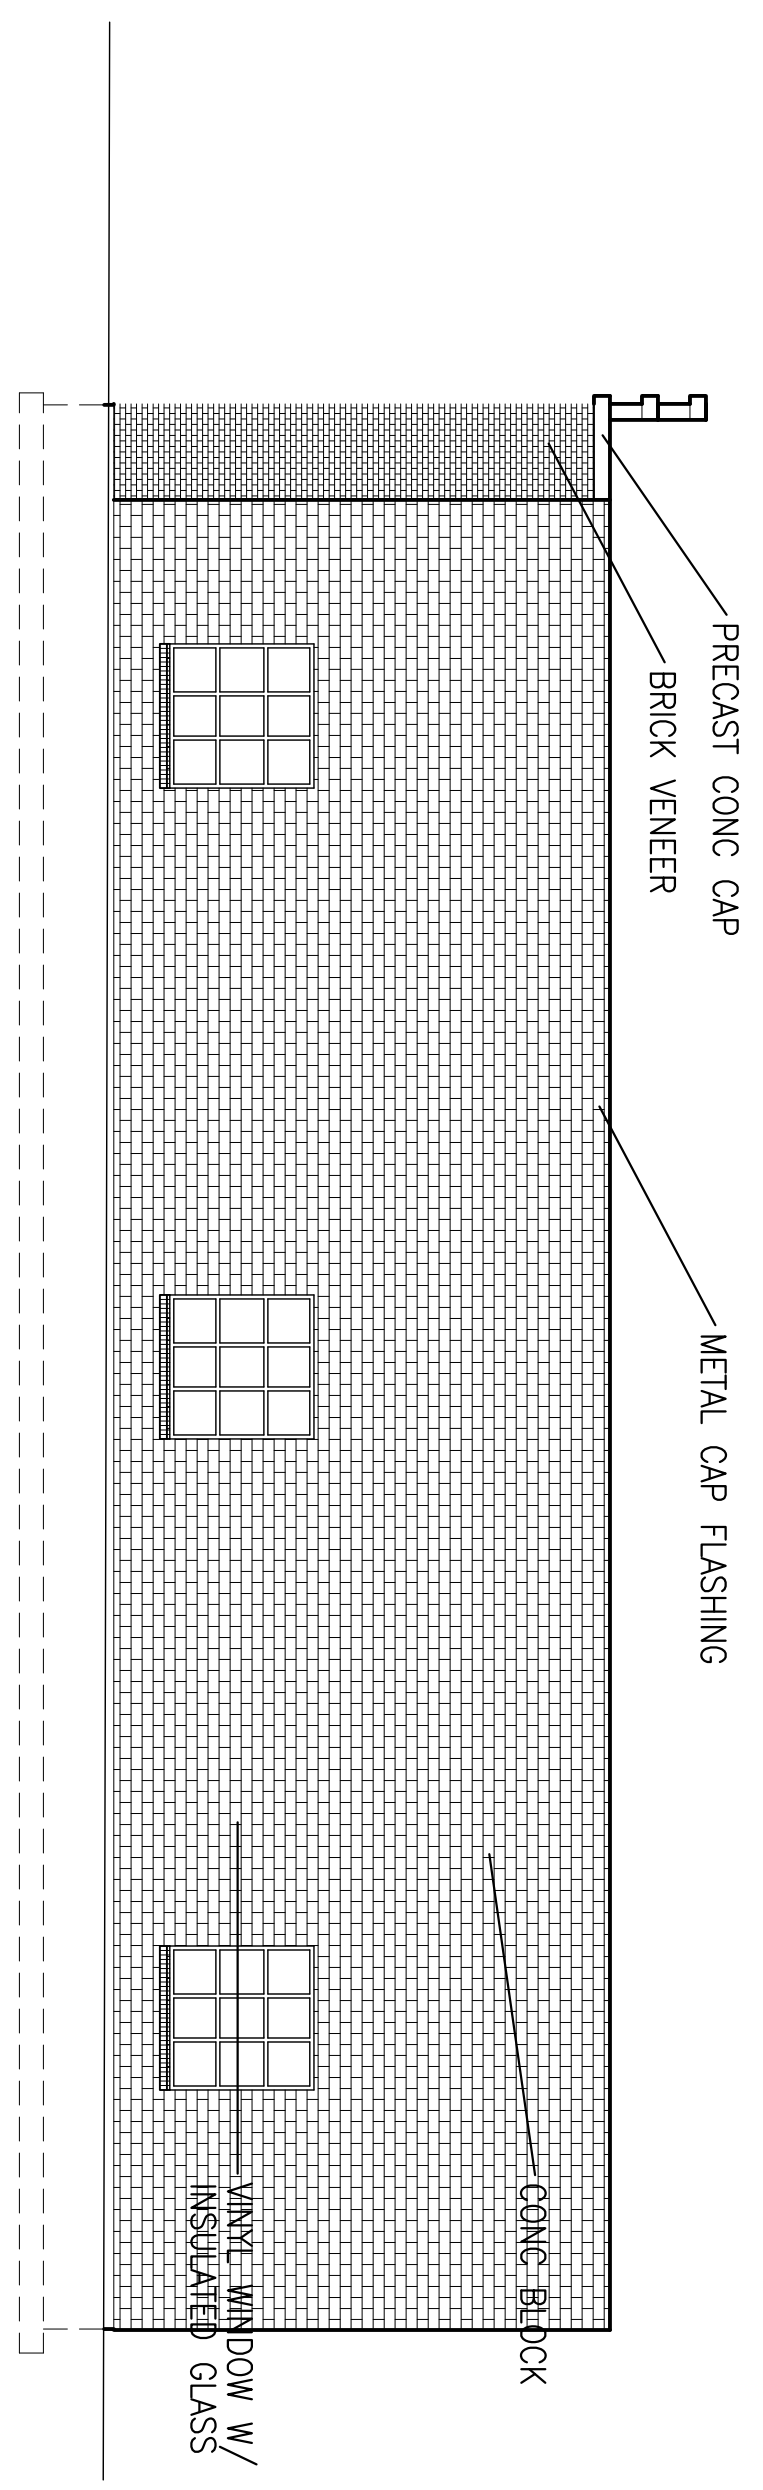 PRECAST CONC CAP
BRICK VENEER
METAL CAP FLASHING
CONC BLOCK
VINYL WINDOW W/
INSULATED GLASS